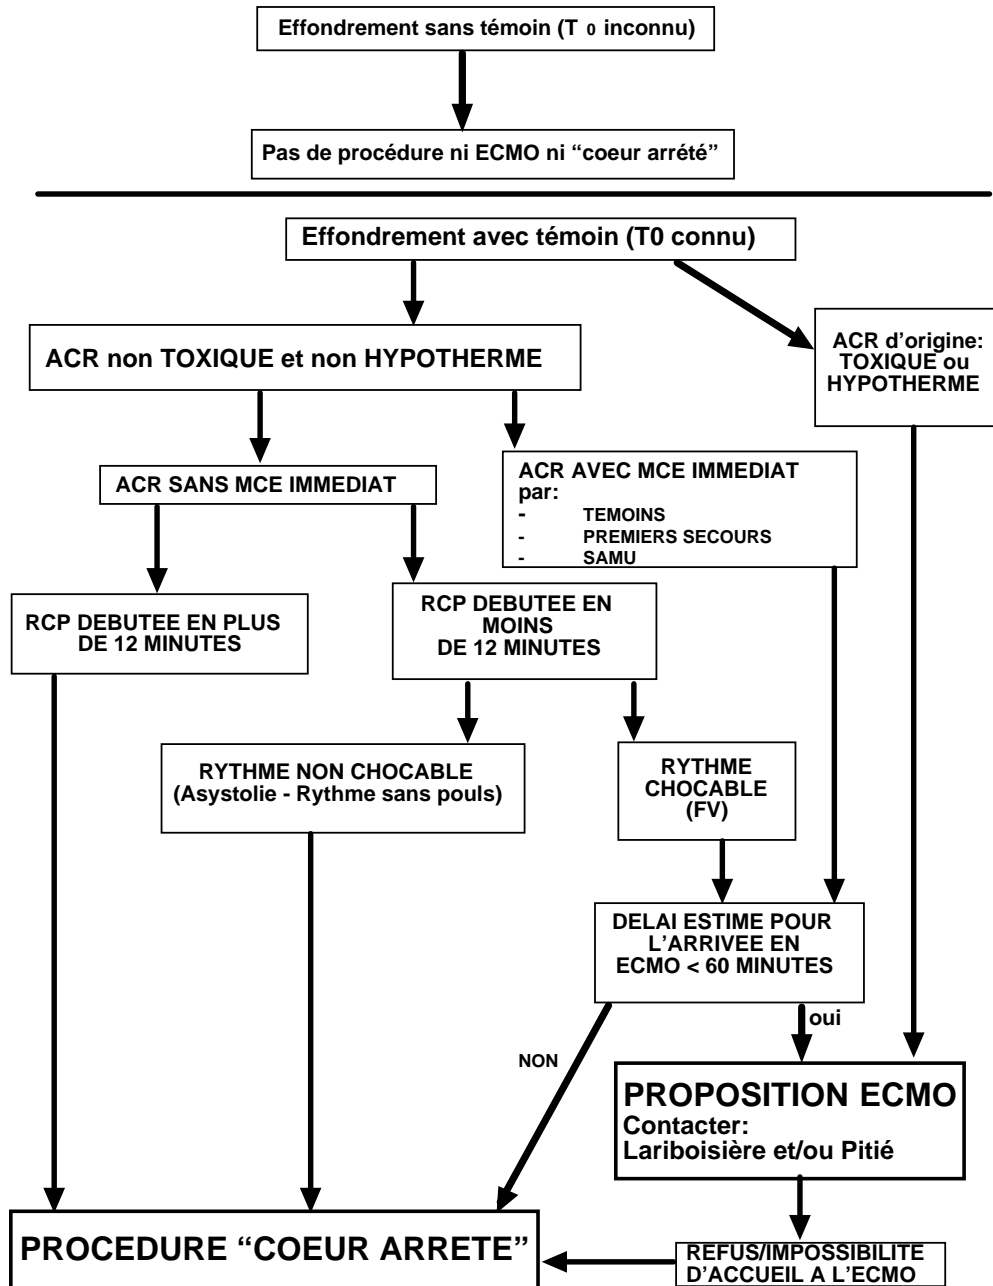 Effondrement sans témoin (T 0 inconnu)
Pas de procédure ni ECMO ni “coeur arrété”
Effondrement avec témoin (T0 connu)
ACR non TOXIQUE et non HYPOTHERME
ACR d’origine:
TOXIQUE ou
HYPOTHERME
ACR SANS MCE IMMEDIAT
ACR AVEC MCE IMMEDIAT
par:
- TEMOINS
- PREMIERS SECOURS
- SAMU
RCP DEBUTEE EN PLUS
DE 12 MINUTES
RCP DEBUTEE EN
MOINS
DE 12 MINUTES
RYTHME NON CHOCABLE
(Asystolie - Rythme sans pouls)
RYTHME
CHOCABLE
(FV)
DELAI ESTIME POUR
L’ARRIVEE EN
ECMO < 60 MINUTES
oui
NON
PROPOSITION ECMO
Contacter:
Lariboisière et/ou Pitié
PROCEDURE “COEUR ARRETE”
REFUS/IMPOSSIBILITE
D’ACCUEIL A L’ECMO